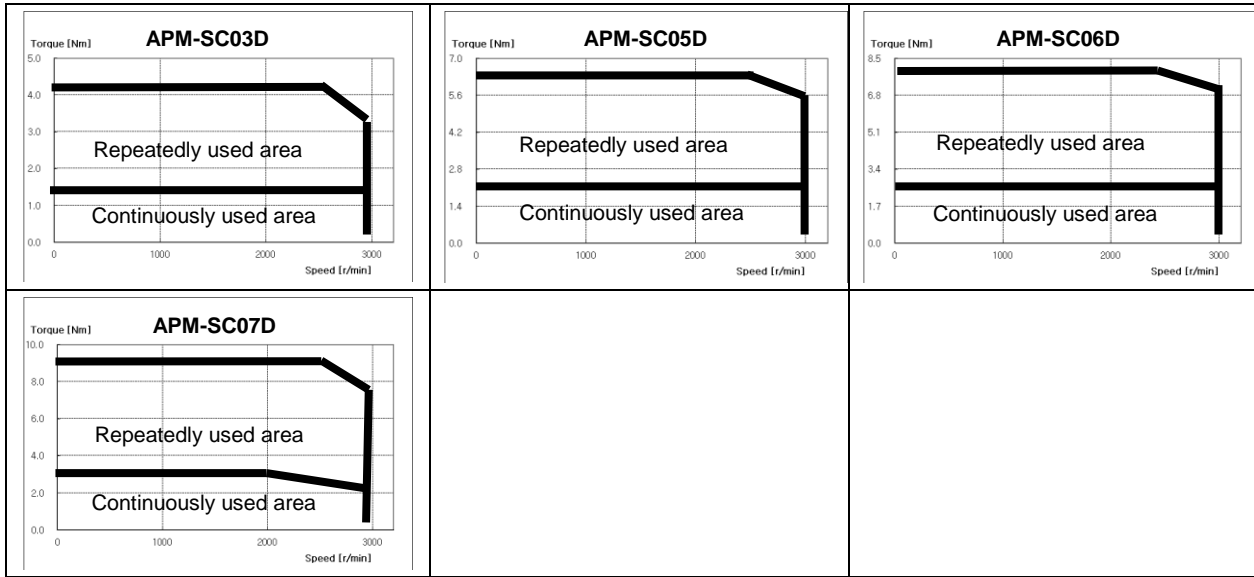 APM-SC03D
Torque [Nm]
5.0
4.0
3.0
2.0
1.0
0.0
Repeatedly used area
Continuously used area
0 1000 2000 3000
Speed [r/min]
APM-SC05D
Torque [Nm]
7.0
5.6
4.2
2.8
1.4
0.0
Repeatedly used area
Continuously used area
0 1000 2000 3000
Speed [r/min]
APM-SC06D
Torque [Nm]
8.5
6.8
5.1
3.4
1.7
0.0
Repeatedly used area
Continuously used area
0 1000 2000 3000
Speed [r/min]
APM-SC07D
Torque [Nm]
10.0
8.0
6.0
4.0
2.0
0.0
Repeatedly used area
Continuously used area
0 1000 2000 3000
Speed [r/min]